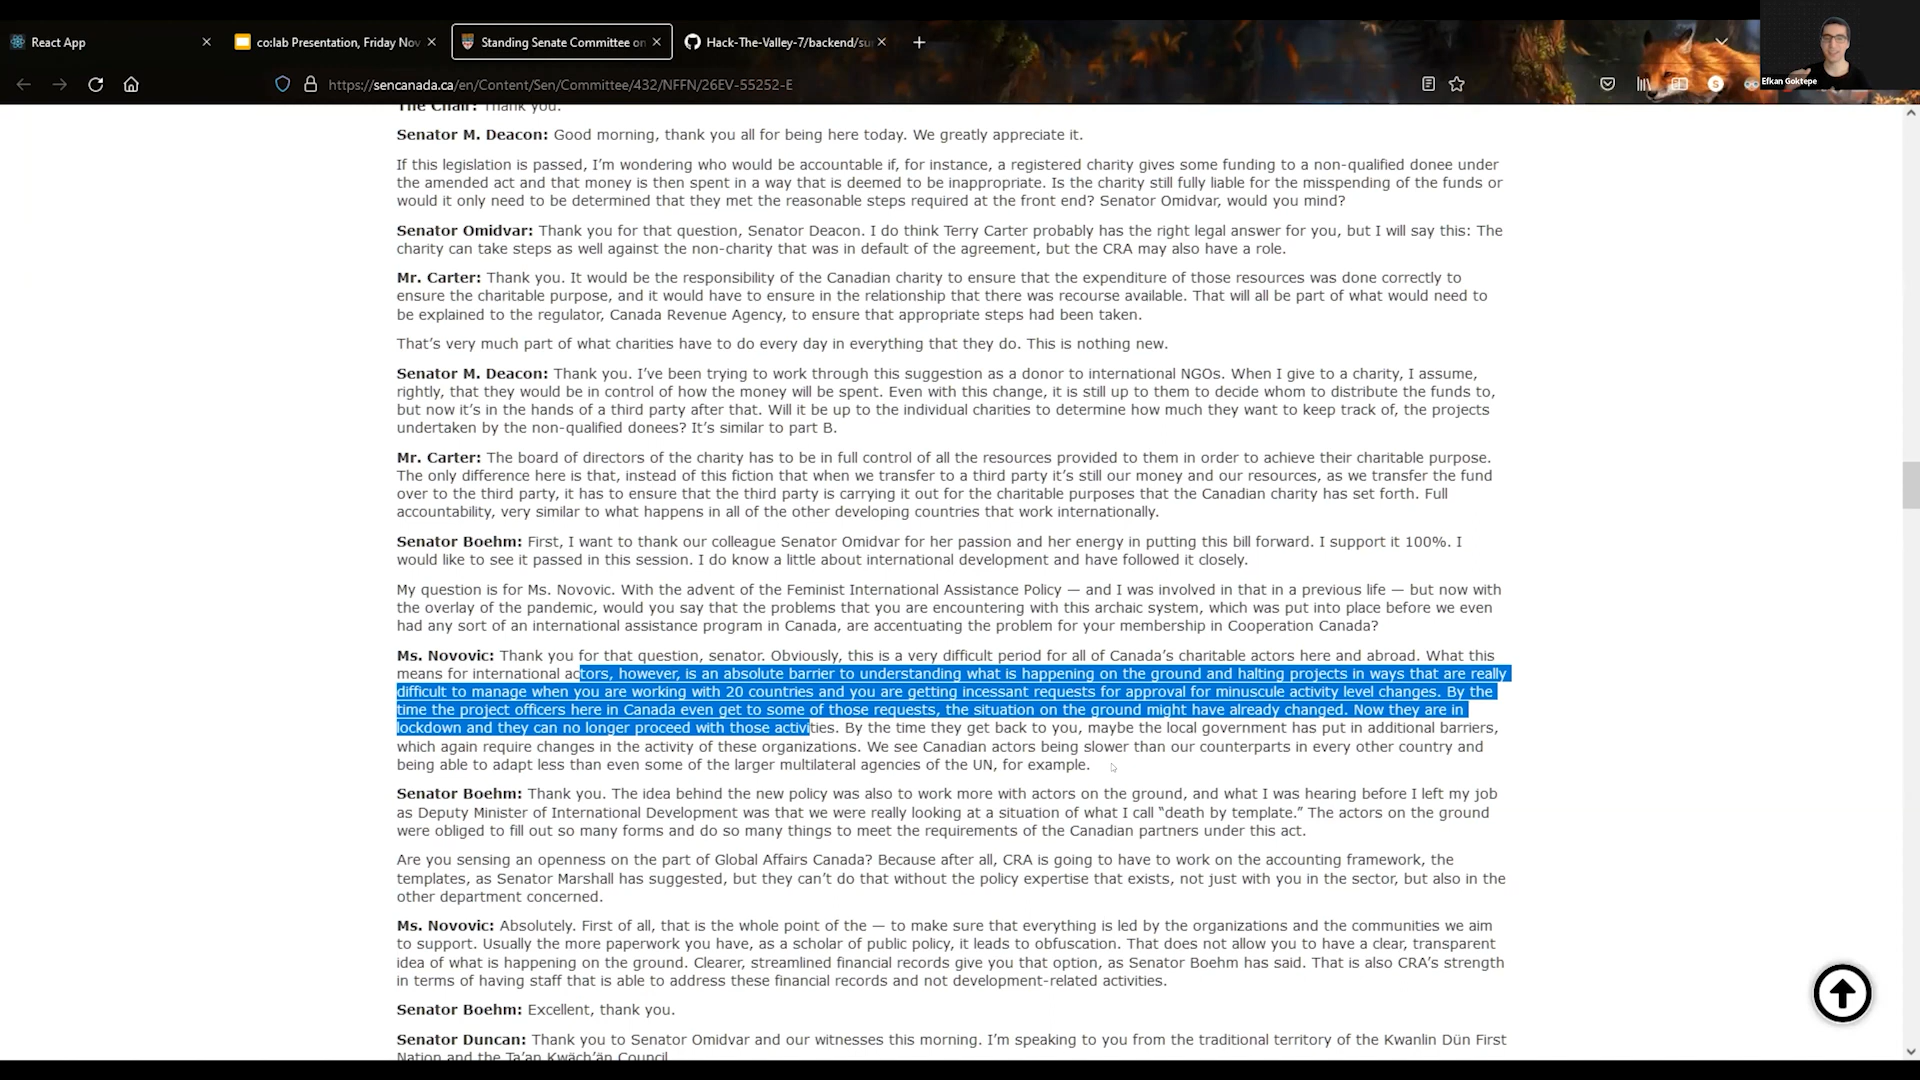 React App
co:lab Presentation, Friday Nov
Standing Senate Committee on
Hack-The-Valley-7/backend/su
https://sencanada.ca/en/Content/Sen/Committee/432/NFFN/26EV-55252-E
Efkan Goktepe
The Chair: Thank you.
Senator M. Deacon: Good morning, thank you all for being here today. We greatly appreciate it.
If this legislation is passed, I’m wondering who would be accountable if, for instance, a registered charity gives some funding to a non-qualified donee under
the amended act and that money is then spent in a way that is deemed to be inappropriate. Is the charity still fully liable for the misspending of the funds or
would it only need to be determined that they met the reasonable steps required at the front end? Senator Omidvar, would you mind?
Senator Omidvar: Thank you for that question, Senator Deacon. I do think Terry Carter probably has the right legal answer for you, but I will say this: The
charity can take steps as well against the non-charity that was in default of the agreement, but the CRA may also have a role.
Mr. Carter: Thank you. It would be the responsibility of the Canadian charity to ensure that the expenditure of those resources was done correctly to
ensure the charitable purpose, and it would have to ensure in the relationship that there was recourse available. That will all be part of what would need to
be explained to the regulator, Canada Revenue Agency, to ensure that appropriate steps had been taken.
That’s very much part of what charities have to do every day in everything that they do. This is nothing new.
Senator M. Deacon: Thank you. I’ve been trying to work through this suggestion as a donor to international NGOs. When I give to a charity, I assume,
rightly, that they would be in control of how the money will be spent. Even with this change, it is still up to them to decide whom to distribute the funds to,
but now it’s in the hands of a third party after that. Will it be up to the individual charities to determine how much they want to keep track of, the projects
undertaken by the non-qualified donees? It’s similar to part B.
Mr. Carter: The board of directors of the charity has to be in full control of all the resources provided to them in order to achieve their charitable purpose.
The only difference here is that, instead of this fiction that when we transfer to a third party it’s still our money and our resources, as we transfer the fund
over to the third party, it has to ensure that the third party is carrying it out for the charitable purposes that the Canadian charity has set forth. Full
accountability, very similar to what happens in all of the other developing countries that work internationally.
Senator Boehm: First, I want to thank our colleague Senator Omidvar for her passion and her energy in putting this bill forward. I support it 100%. I
would like to see it passed in this session. I do know a little about international development and have followed it closely.
My question is for Ms. Novovic. With the advent of the Feminist International Assistance Policy — and I was involved in that in a previous life — but now with
the overlay of the pandemic, would you say that the problems that you are encountering with this archaic system, which was put into place before we even
had any sort of an international assistance program in Canada, are accentuating the problem for your membership in Cooperation Canada?
Ms. Novovic: Thank you for that question, senator. Obviously, this is a very difficult period for all of Canada’s charitable actors here and abroad. What this
means for international actors, however, is an absolute barrier to understanding what is happening on the ground and halting projects in ways that are really
difficult to manage when you are working with 20 countries and you are getting incessant requests for approval for minuscule activity level changes. By the
time the project officers here in Canada even get to some of those requests, the situation on the ground might have already changed. Now they are in
lockdown and they can no longer proceed with those activities. By the time they get back to you, maybe the local government has put in additional barriers,
which again require changes in the activity of these organizations. We see Canadian actors being slower than our counterparts in every other country and
being able to adapt less than even some of the larger multilateral agencies of the UN, for example.
Senator Boehm: Thank you. The idea behind the new policy was also to work more with actors on the ground, and what I was hearing before I left my job
as Deputy Minister of International Development was that we were really looking at a situation of what I call “death by template.” The actors on the ground
were obliged to fill out so many forms and do so many things to meet the requirements of the Canadian partners under this act.
Are you sensing an openness on the part of Global Affairs Canada? Because after all, CRA is going to have to work on the accounting framework, the
templates, as Senator Marshall has suggested, but they can’t do that without the policy expertise that exists, not just with you in the sector, but also in the
other department concerned.
Ms. Novovic: Absolutely. First of all, that is the whole point of the — to make sure that everything is led by the organizations and the communities we aim
to support. Usually the more paperwork you have, as a scholar of public policy, it leads to obfuscation. That does not allow you to have a clear, transparent
idea of what is happening on the ground. Clearer, streamlined financial records give you that option, as Senator Boehm has said. That is also CRA’s strength
in terms of having staff that is able to address these financial records and not development-related activities.
Senator Boehm: Excellent, thank you.
Senator Duncan: Thank you to Senator Omidvar and our witnesses this morning. I’m speaking to you from the traditional territory of the Kwanlin Dün First
Nation and the Ta’an Kwäch’än Council